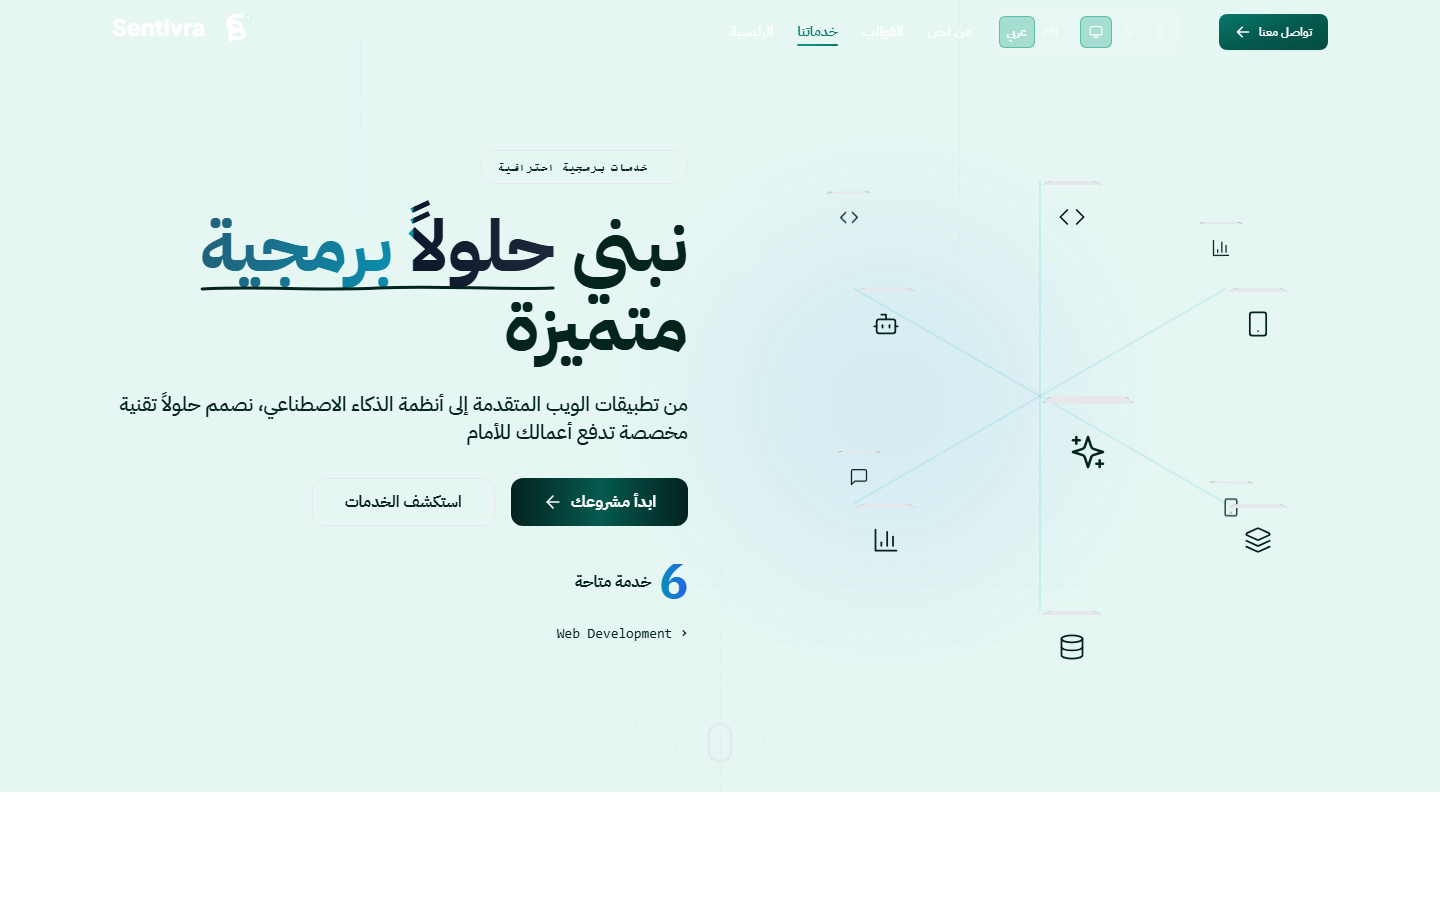 Sentivra
الرئيسية
خدماتنا
القوالب
من نحن
عربي
EN
تواصل معنا
خدمات برمجية احترافية
نبني حلولاً برمجية
متميزة
من تطبيقات الويب المتقدمة إلى أنظمة الذكاء الاصطناعي، نصمم حلولاً تقنية
مخصصة تدفع أعمالك للأمام
ابدأ مشروعك
استكشف الخدمات
6 خدمة متاحة
Web Development ›